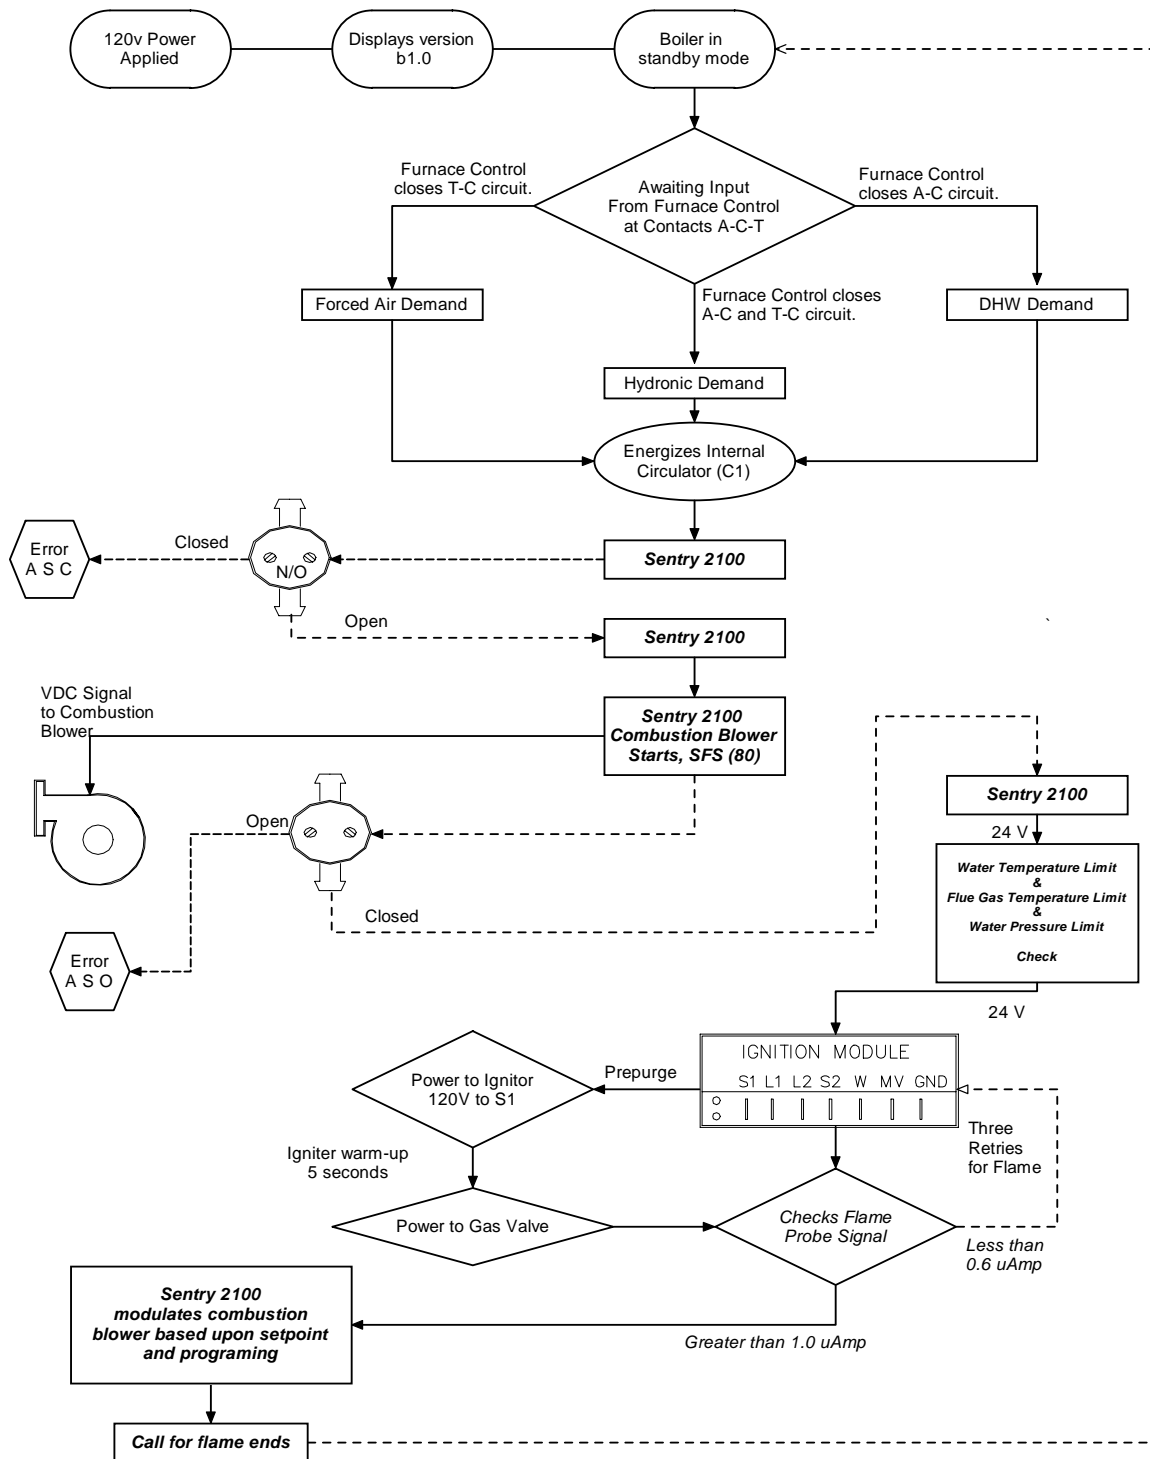 120v Power
Applied
Displays version
b1.0
Boiler in
standby mode
Furnace Control
closes T-C circuit.
Awaiting Input
From Furnace Control
at Contacts A-C-T
Furnace Control
closes A-C circuit.
Forced Air Demand
Furnace Control closes
A-C and T-C circuit.
DHW Demand
Hydronic Demand
Energizes Internal
Circulator (C1)
Error
A S C
Closed
N/O
Sentry 2100
Open
Sentry 2100
VDC Signal
to Combustion
Blower
Sentry 2100
Combustion Blower
Starts, SFS (80)
Sentry 2100
Open
24 V
Water Temperature Limit
&
Flue Gas Temperature Limit
&
Water Pressure Limit
Check
Closed
Error
A S O
24 V
IGNITION MODULE
S1 L1 L2 S2 W MV GND
Prepurge
Power to Ignitor
120V to S1
Three
Retries
for Flame
Igniter warm-up
5 seconds
Power to Gas Valve
Checks Flame
Probe Signal
Less than
0.6 uAmp
Sentry 2100
modulates combustion
blower based upon setpoint
and programing
Greater than 1.0 uAmp
Call for flame ends